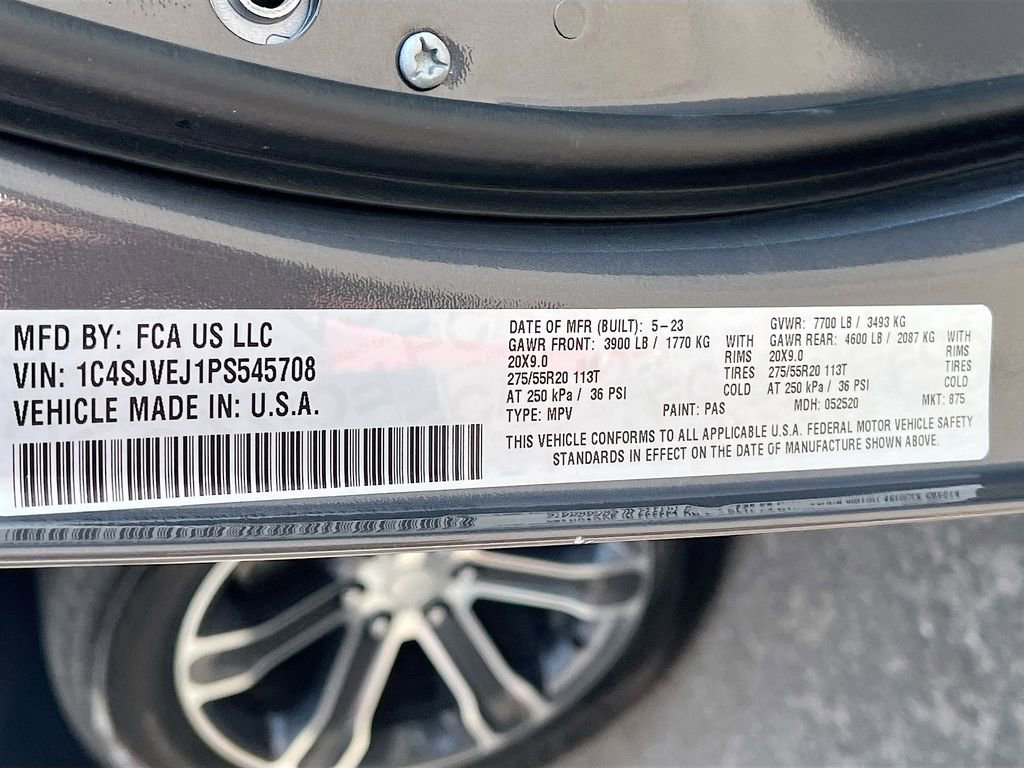 MFD BY: FCA US LLC
VIN: 1C4SJVEJ1PS545708
VEHICLE MADE IN: U.S.A.
DATE OF MFR (BUILT): 5-23
GAWR FRONT: 3900 LB / 1770 KG WITH
20X9.0 RIMS
275/55R20 113T TIRES
AT 250 kPa / 36 PSI COLD
TYPE: MPV PAINT: PAS
GVWR: 7700 LB / 3493 KG
GAWR REAR: 4600 LB / 2087 KG WITH
20X9.0 RIMS
275/55R20 113T TIRES
AT 250 kPa / 36 PSI COLD
MDH: 052520 MKT: 875
THIS VEHICLE CONFORMS TO ALL APPLICABLE U.S.A. FEDERAL MOTOR VEHICLE SAFETY
STANDARDS IN EFFECT ON THE DATE OF MANUFACTURE SHOWN ABOVE.